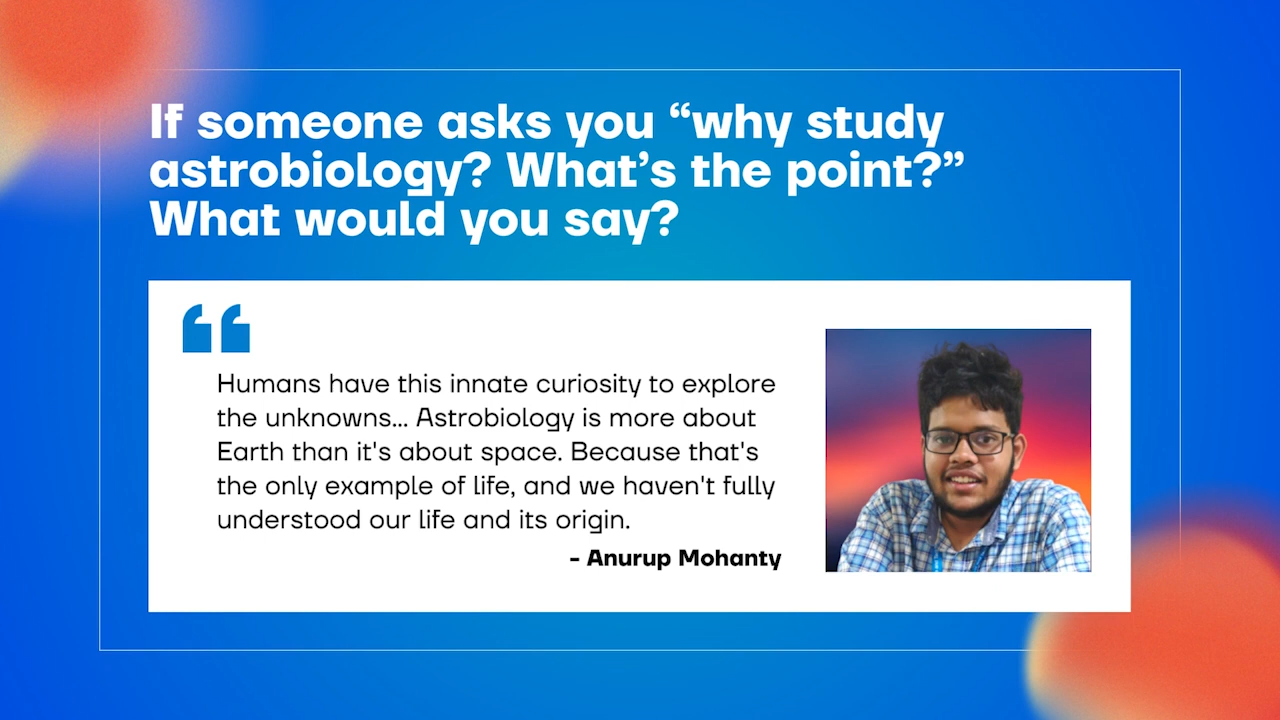 If someone asks you “why study
astrobiology? What’s the point?”
What would you say?
Humans have this innate curiosity to explore
the unknowns... Astrobiology is more about
Earth than it's about space. Because that's
the only example of life, and we haven't fully
understood our life and its origin.
- Anurup Mohanty